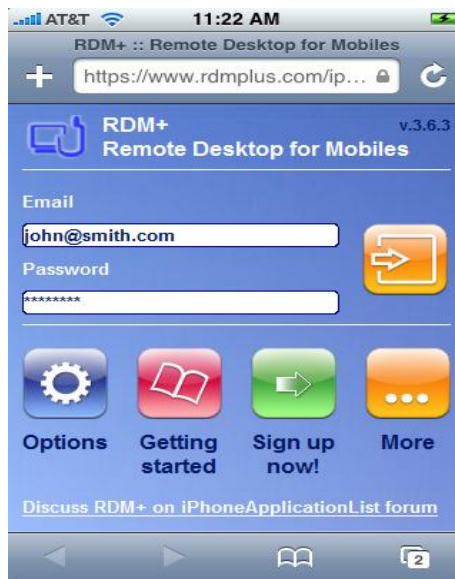 AT&T 11:22 AM
RDM+ :: Remote Desktop for Mobiles
https://www.rdmplus.com/ip...
RDM+ v.3.6.3
Remote Desktop for Mobiles
Email
john@smith.com
Password
********
Options Getting started Sign up now! More
Discuss RDM+ on iPhoneApplicationList forum
2